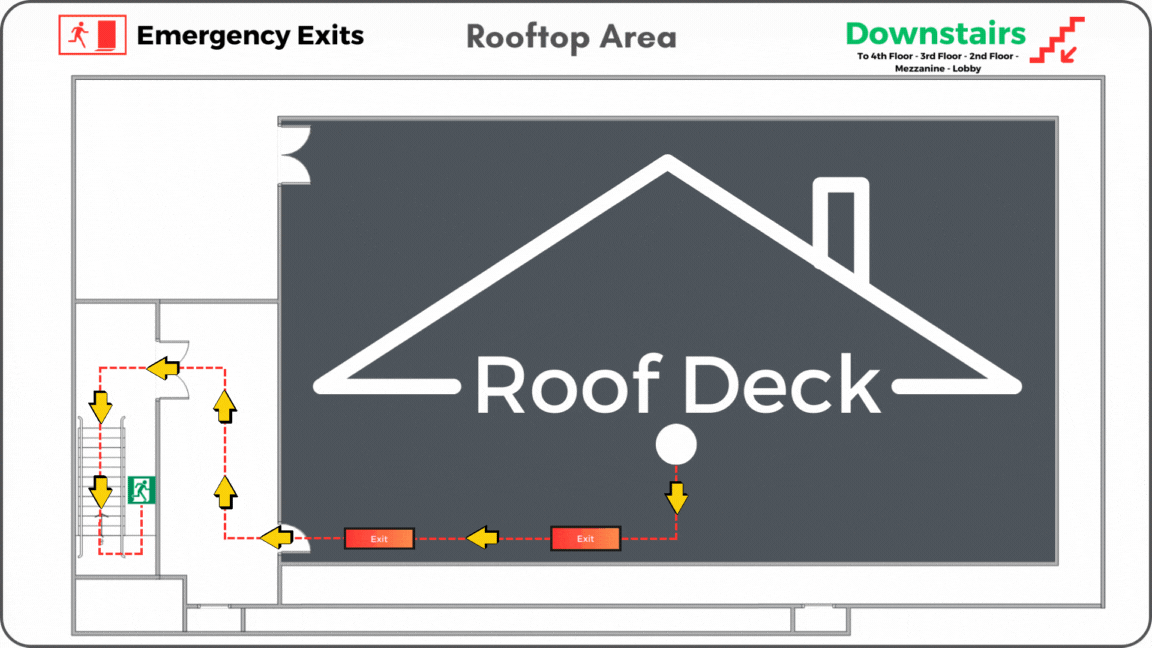 Emergency Exits
Rooftop Area
Downstairs
To 4th Floor - 3rd Floor - 2nd Floor -
Mezzanine - Lobby
Roof Deck
Exit
Exit